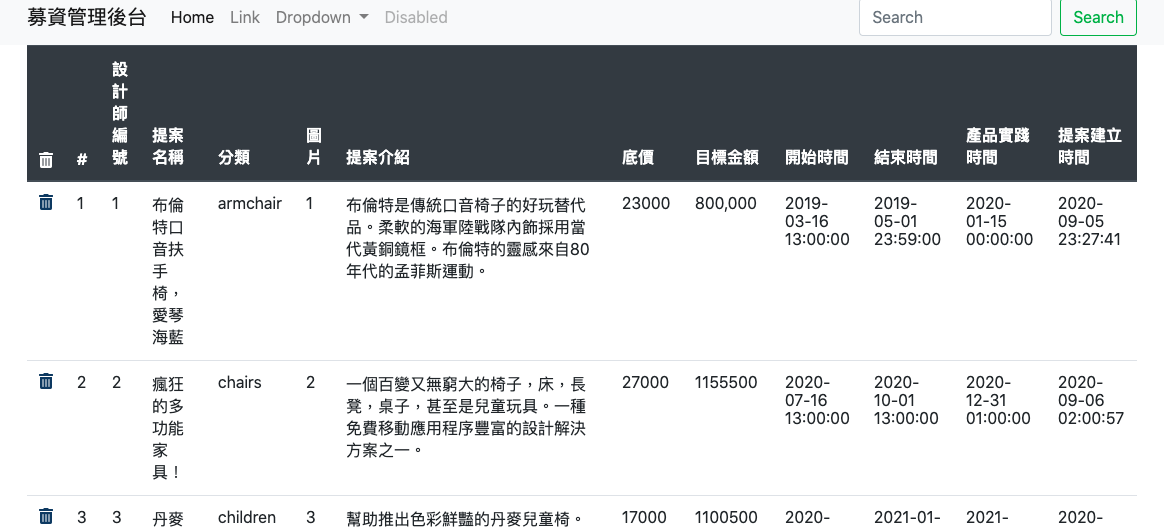 募資管理後台 Home Link Dropdown Disabled Search Search
# 設計師編號 提案名稱 分類 圖片 提案介紹 底價 目標金額 開始時間 結束時間 產品實踐時間 提案建立時間
1 1 布倫特口音扶手椅，愛琴海藍 armchair 1 布倫特是傳統口音椅子的好玩替代品。柔軟的海軍陸戰隊內飾採用當代黃銅鏡框。布倫特的靈感來自80年代的孟菲斯運動。 23000 800,000 2019-03-16 13:00:00 2019-05-01 23:59:00 2020-01-15 00:00:00 2020-09-05 23:27:41
2 2 瘋狂的多功能家具！ chairs 2 一個百變又無窮大的椅子，床，長凳，桌子，甚至是兒童玩具。一種免費移動應用程序豐富的設計解決方案之一。 27000 1155500 2020-07-16 13:00:00 2020-10-01 13:00:00 2020-12-31 01:00:00 2020-09-06 02:00:57
3 3 丹麥 children 3 幫助推出色彩鮮豔的丹麥兒童椅。 17000 1100500 2020- 2021-01- 2021- 2020-